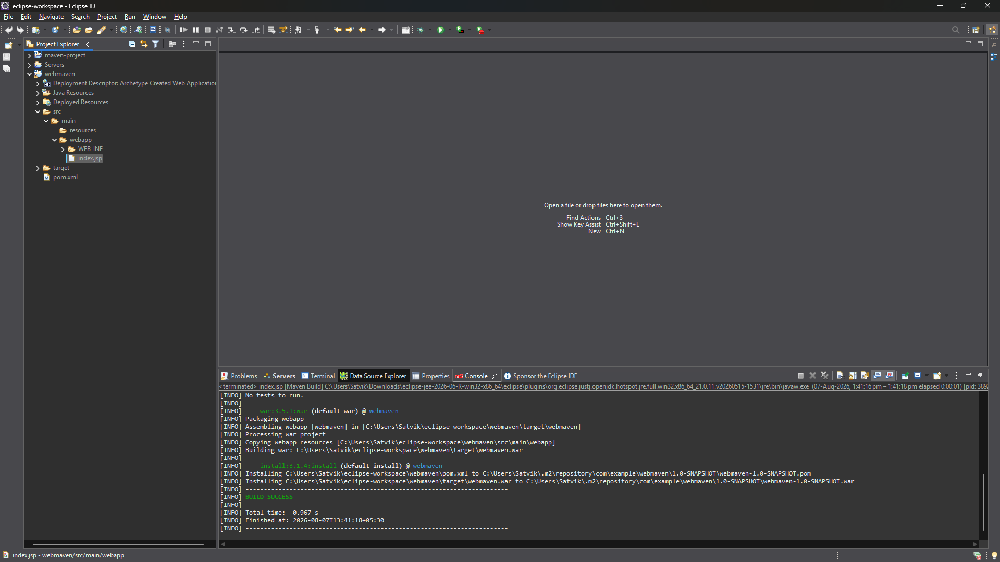 eclipse-workspace - Eclipse IDE
File Edit Navigate Search Project Run Window Help
Project Explorer
maven-project
Servers
webmaven
Deployment Descriptor: Archetype Created Web Application
Java Resources
Deployed Resources
src
main
resources
webapp
WEB-INF
index.jsp
target
pom.xml
Open a file or drop files here to open them.
Find Actions Ctrl+3
Show Key Assist Ctrl+Shift+L
New Ctrl+N
Problems Servers Terminal Data Source Explorer Properties Console Sponsor the Eclipse IDE
<terminated> index.jsp [Maven Build] C:\Users\Satvik\Downloads\eclipse-jee-2026-06-R-win32-x86_64\eclipse\plugins\org.eclipse.justj.openjdk.hotspot.jre.full.win32.x86_64_21.0.11.v20260515-1531\jre\bin\javaw.exe (07-Aug-2026, 1:41:16 pm – 1:41:18 pm elapsed 0:00:01) [pid: 389
[INFO] No tests to run.
[INFO]
[INFO] --- war:3.5.1:war (default-war) @ webmaven ---
[INFO] Packaging webapp
[INFO] Assembling webapp [webmaven] in [C:\Users\Satvik\eclipse-workspace\webmaven\target\webmaven]
[INFO] Processing war project
[INFO] Copying webapp resources [C:\Users\Satvik\eclipse-workspace\webmaven\src\main\webapp]
[INFO] Building war: C:\Users\Satvik\eclipse-workspace\webmaven\target\webmaven.war
[INFO]
[INFO] --- install:3.1.4:install (default-install) @ webmaven ---
[INFO] Installing C:\Users\Satvik\eclipse-workspace\webmaven\pom.xml to C:\Users\Satvik\.m2\repository\com\example\webmaven\1.0-SNAPSHOT\webmaven-1.0-SNAPSHOT.pom
[INFO] Installing C:\Users\Satvik\eclipse-workspace\webmaven\target\webmaven.war to C:\Users\Satvik\.m2\repository\com\example\webmaven\1.0-SNAPSHOT\webmaven-1.0-SNAPSHOT.war
[INFO] ------------------------------------------------------------------------
[INFO] BUILD SUCCESS
[INFO] ------------------------------------------------------------------------
[INFO] Total time:  0.967 s
[INFO] Finished at: 2026-08-07T13:41:18+05:30
[INFO] ------------------------------------------------------------------------
index.jsp - webmaven/src/main/webapp